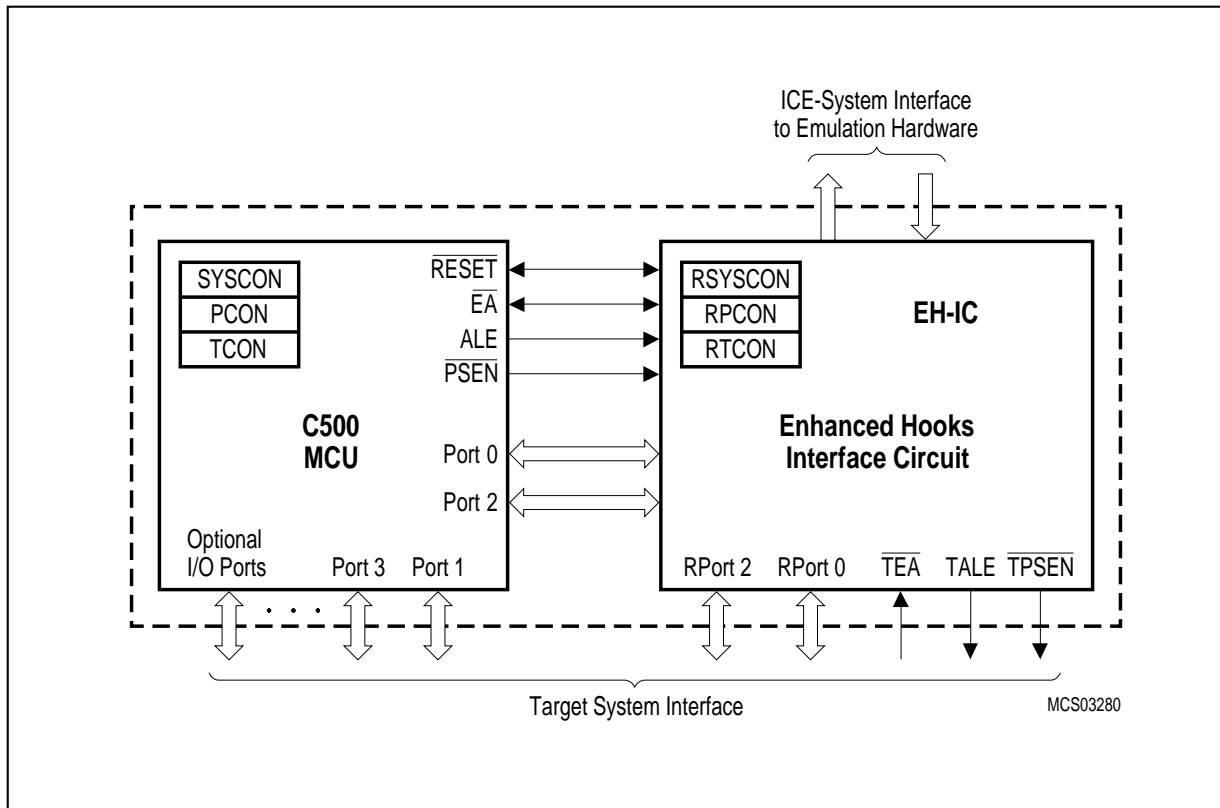 ICE-System Interface
to Emulation Hardware
SYSCON
PCON
TCON
RESET
EA
ALE
PSEN
C500
MCU
Port 0
Port 2
Optional
I/O Ports
Port 3
Port 1
. . .
RSYSCON
RPCON
RTCON
EH-IC
Enhanced Hooks
Interface Circuit
RPort 2
RPort 0
TEA
TALE
TPSEN
Target System Interface
MCS03280